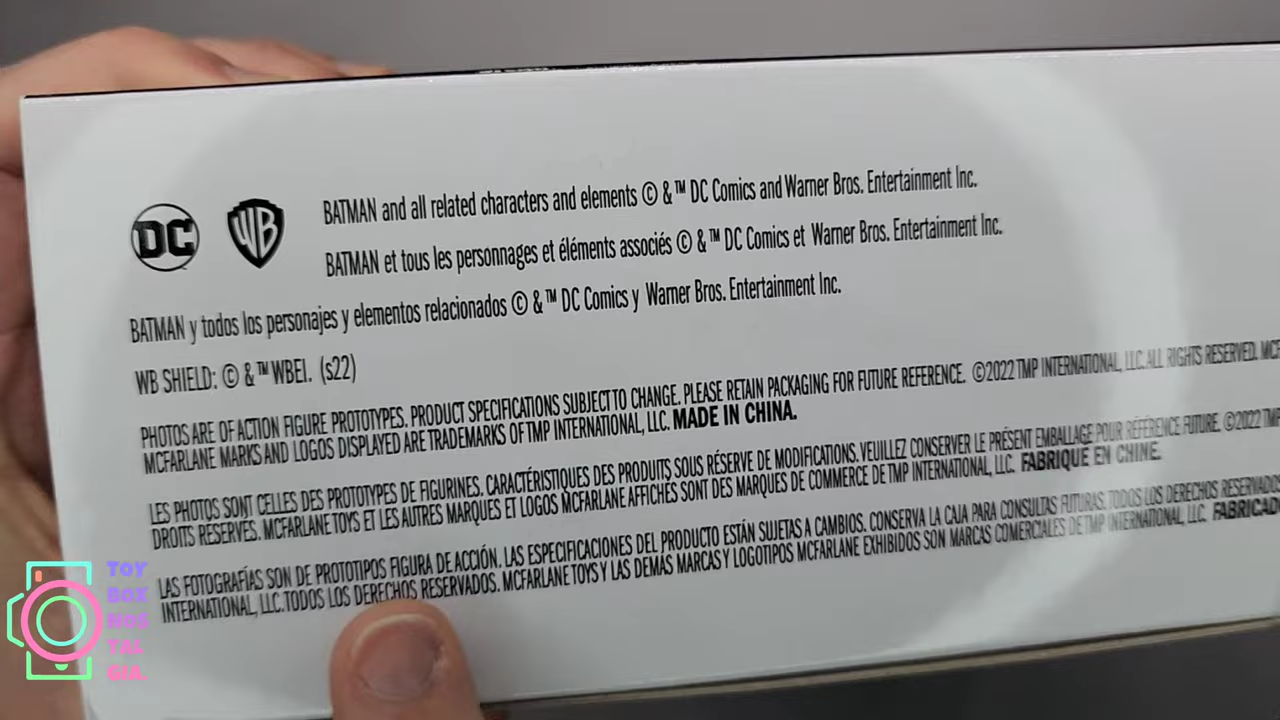 DC WB
BATMAN and all related characters and elements © & ™ DC Comics and Warner Bros. Entertainment Inc.
BATMAN et tous les personnages et éléments associés © & ™ DC Comics et Warner Bros. Entertainment Inc.
BATMAN y todos los personajes y elementos relacionados © & ™ DC Comics y Warner Bros. Entertainment Inc.
WB SHIELD: © & ™ WBEI. (s22)
PHOTOS ARE OF ACTION FIGURE PROTOTYPES. PRODUCT SPECIFICATIONS SUBJECT TO CHANGE. PLEASE RETAIN PACKAGING FOR FUTURE REFERENCE. ©2022 TMP INTERNATIONAL, LLC. ALL RIGHTS RESERVED.
MCFARLANE MARKS AND LOGOS DISPLAYED ARE TRADEMARKS OF TMP INTERNATIONAL, LLC. MADE IN CHINA.
LES PHOTOS SONT CELLES DES PROTOTYPES DE FIGURINES. CARACTÉRISTIQUES DES PRODUITS SOUS RÉSERVE DE MODIFICATIONS. VEUILLEZ CONSERVER LE PRÉSENT EMBALLAGE POUR RÉFÉRENCE FUTURE. ©2022
DROITS RESERVÉS. MCFARLANE TOYS ET LES AUTRES MARQUES ET LOGOS MCFARLANE AFFICHÉS SONT DES MARQUES DE COMMERCE DE TMP INTERNATIONAL, LLC. FABRIQUÉ EN CHINE.
LAS FOTOGRAFÍAS SON DE PROTOTIPOS FIGURA DE ACCIÓN. LAS ESPECIFICACIONES DEL PRODUCTO ESTÁN SUJETAS A CAMBIOS. CONSERVA LA CAJA PARA CONSULTAS FUTURAS. TODOS LOS DERECHOS
INTERNATIONAL, LLC. TODOS LOS DERECHOS RESERVADOS. MCFARLANE TOYS Y LAS DEMÁS MARCAS Y LOGOTIPOS MCFARLANE EXHIBIDOS SON MARCAS COMERCIALES DE TMP INTERNATIONAL, LLC.
TOY
BOX
NOS
TAL
GIA.